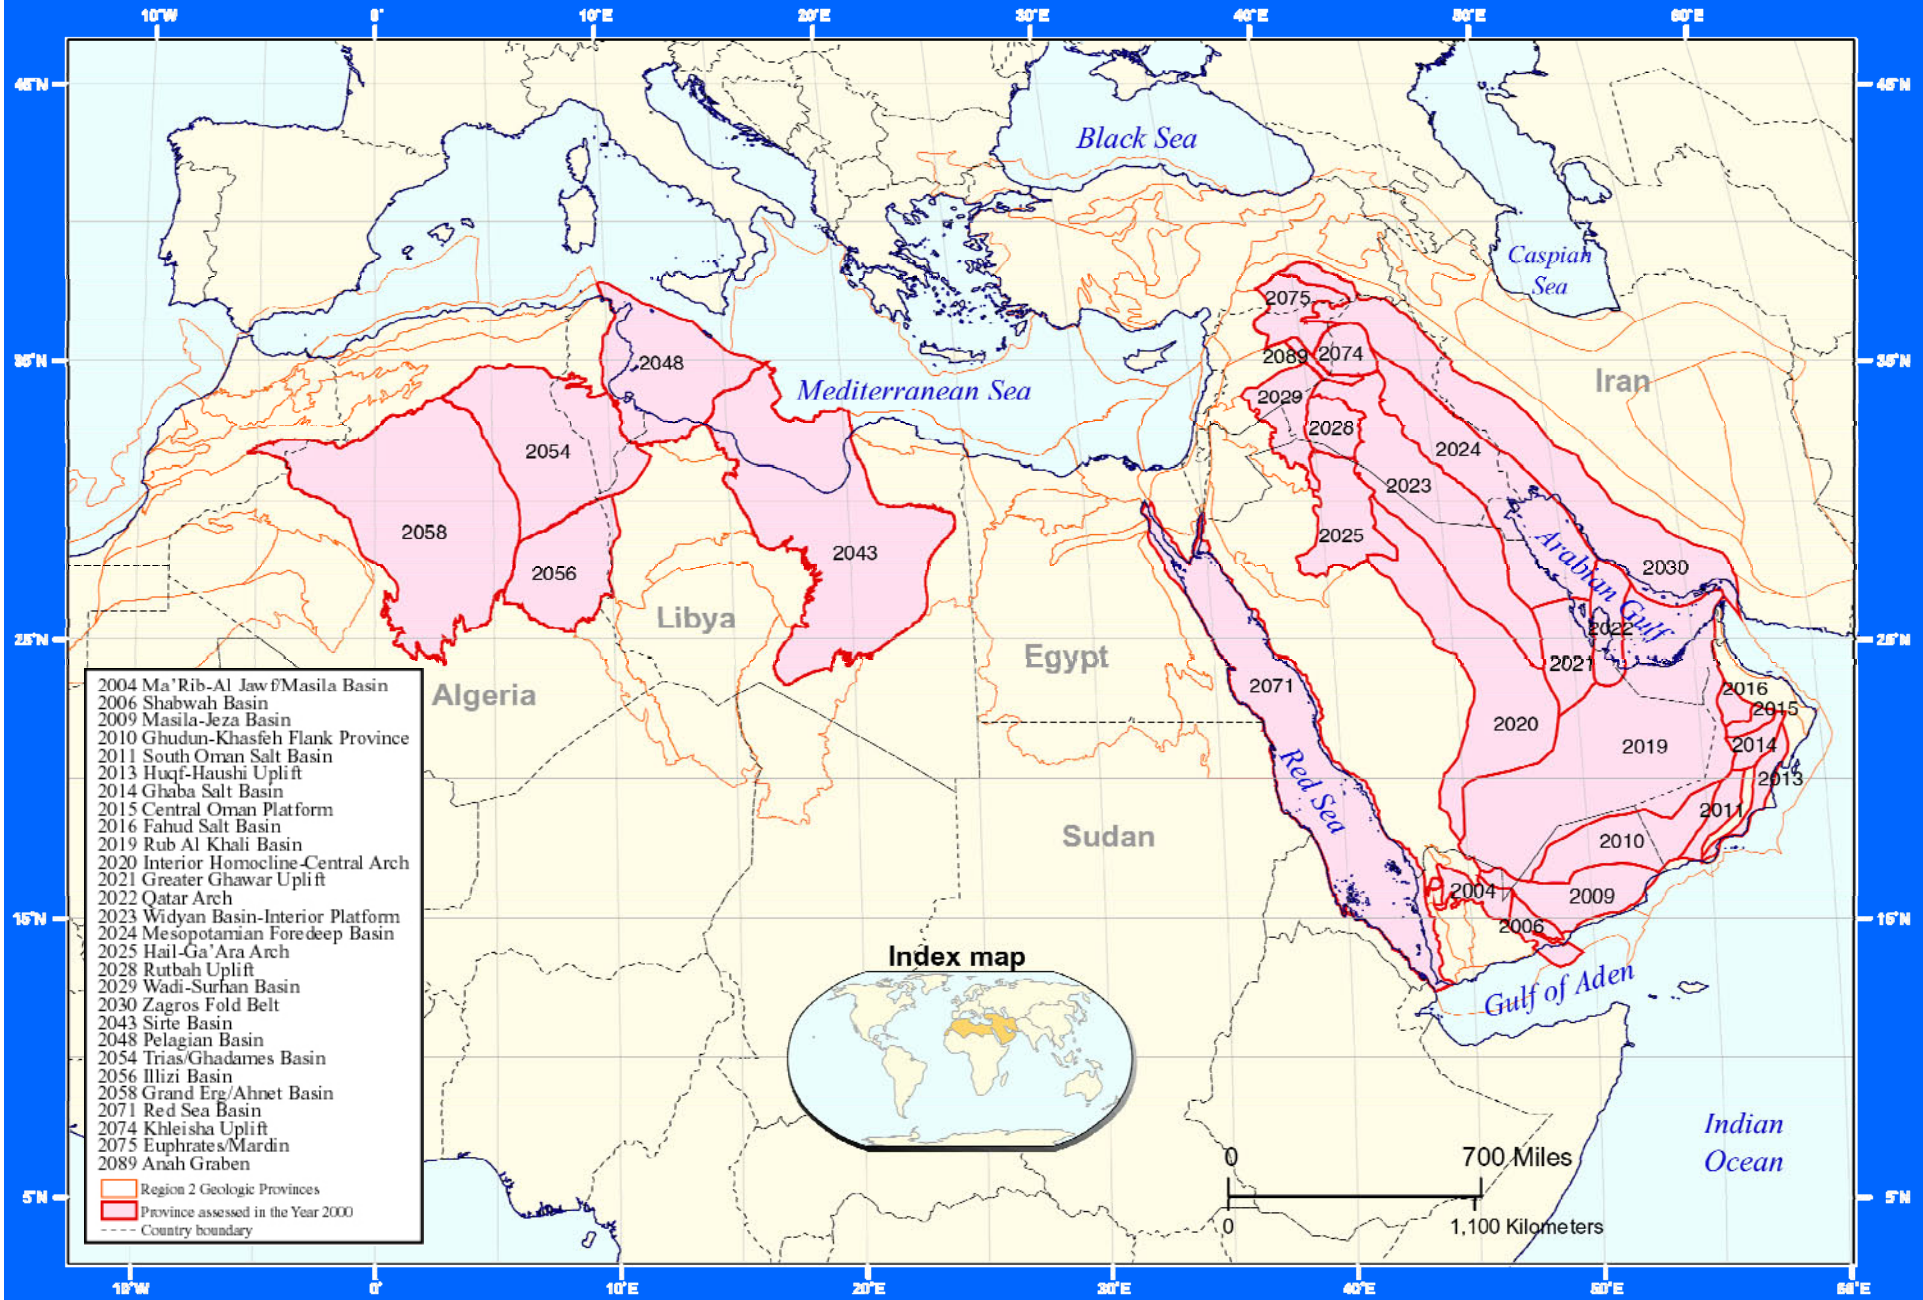 10°W 0° 10°E 20°E 30°E 40°E 50°E 60°E
45°N 45°N
Black Sea
Caspian
Sea
2075
35°N 2048 2089 2074 35°N
Mediterranean Sea
Iran
2029
2028
2054 2024
2023
2058 2025
2043
2056 2030
Arabian Gulf
Libya
25°N 2022 25°N
Egypt
2021
2071
2016
Algeria
2015
2020
2019 2014
2013
Red Sea
2011
Sudan 2010
2004 2009
15°N 15°N
2006
Gulf of Aden
2004 Ma'Rib-Al Jawf/Masila Basin
2006 Shabwah Basin
2009 Masila-Jeza Basin
2010 Ghudun-Khasfeh Flank Province
2011 South Oman Salt Basin
2013 Huqf-Haushi Uplift
2014 Ghaba Salt Basin
2015 Central Oman Platform
2016 Fahud Salt Basin
2019 Rub Al Khali Basin
2020 Interior Homocline-Central Arch
2021 Greater Ghawar Uplift
2022 Qatar Arch
2023 Widyan Basin-Interior Platform
2024 Mesopotamian Foredeep Basin
2025 Hail-Ga'Ara Arch
2028 Rutbah Uplift
2029 Wadi-Surhan Basin
2030 Zagros Fold Belt
2043 Sirte Basin
2048 Pelagian Basin
2054 Trias/Ghadames Basin
2056 Illizi Basin
2058 Grand Erg/Ahnet Basin
2071 Red Sea Basin
2074 Khleisha Uplift
2075 Euphrates/Mardin
2089 Anah Graben
Region 2 Geologic Provinces
Province assessed in the Year 2000
Country boundary
Index map
Indian
Ocean
0 700 Miles
0 1,100 Kilometers
5°N 5°N
10°W 0° 10°E 20°E 30°E 40°E 50°E 60°E